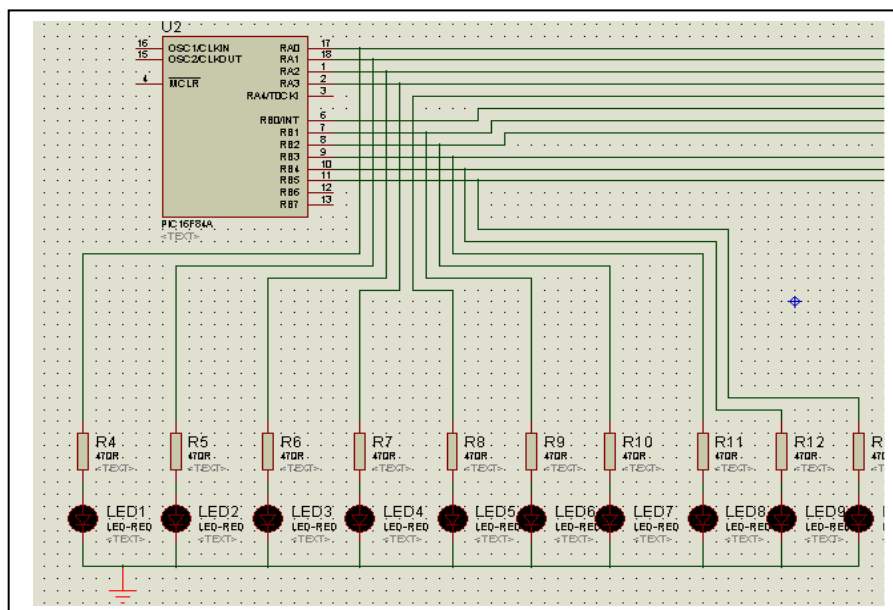 U2
16 OSC1/CLKIN RA0 17
15 OSC2/CLKOUT RA1 18
RA2 1
4 MCLR RA3 2
RA4/T0CKI 3
RB0/INT 6
RB1 7
RB2 8
RB3 9
RB4 10
RB5 11
RB6 12
RB7 13
PIC16F84A
<TEXT>
R4 R5 R6 R7 R8 R9 R10 R11 R12 R
470R 470R 470R 470R 470R 470R 470R 470R 470R 47
<TEXT> <TEXT> <TEXT> <TEXT> <TEXT> <TEXT> <TEXT> <TEXT> <TEXT>
LED1 LED2 LED3 LED4 LED5 LED6 LED7 LED8 LED9
LED-RED LED-RED LED-RED LED-RED LED-RED LED-RED LED-RED LED-RED LED-RED
<TEXT> <TEXT> <TEXT> <TEXT> <TEXT> <TEXT> <TEXT> <TEXT> <TEXT>